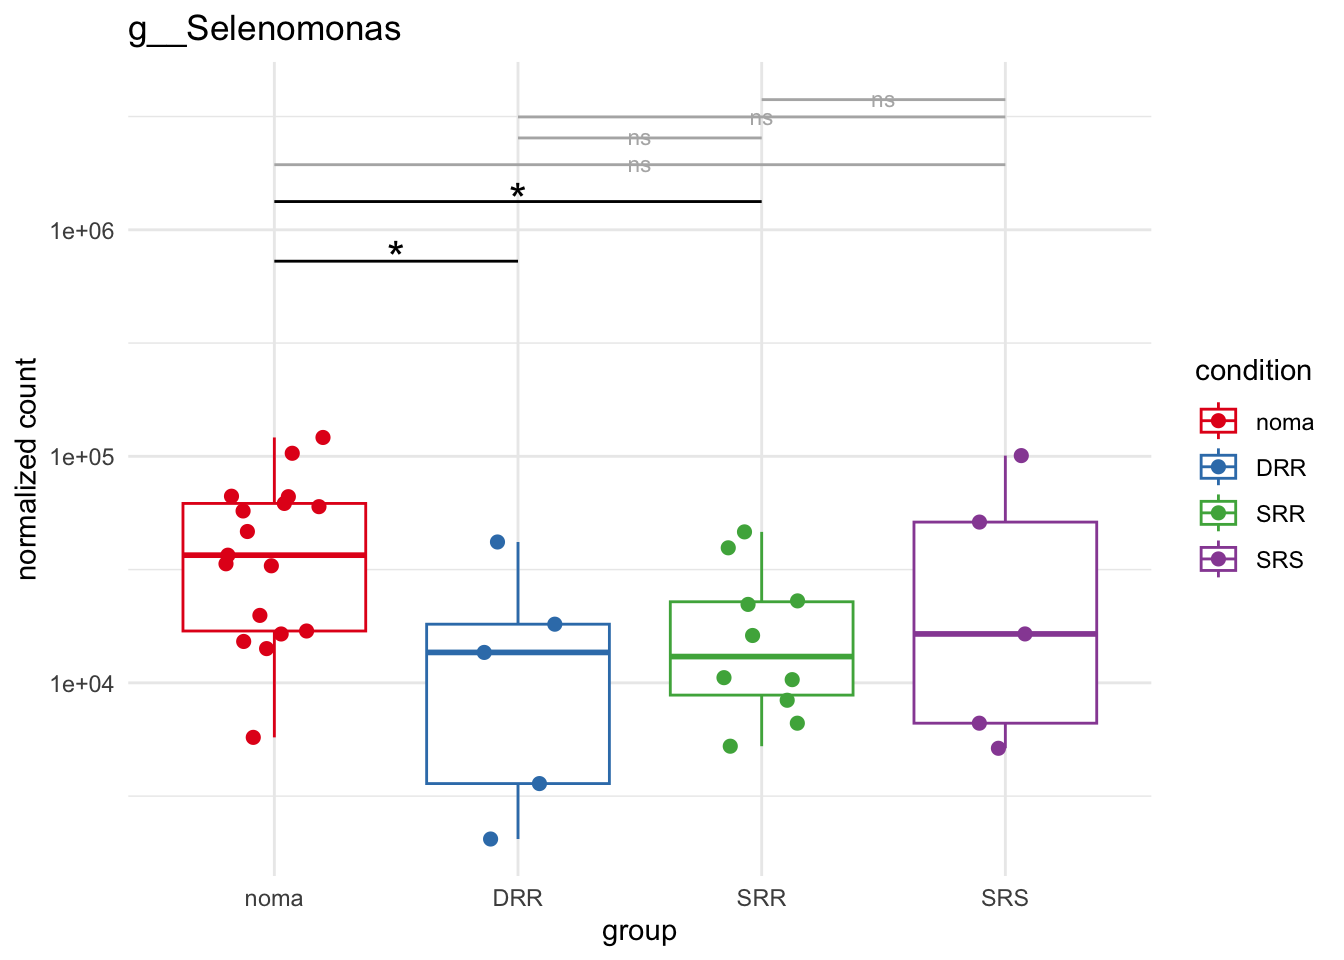 g__Selenomonas
ns
ns
ns
ns
*
*
1e+06
1e+05
1e+04
normalized count
noma
DRR
SRR
SRS
group
condition
noma
DRR
SRR
SRS